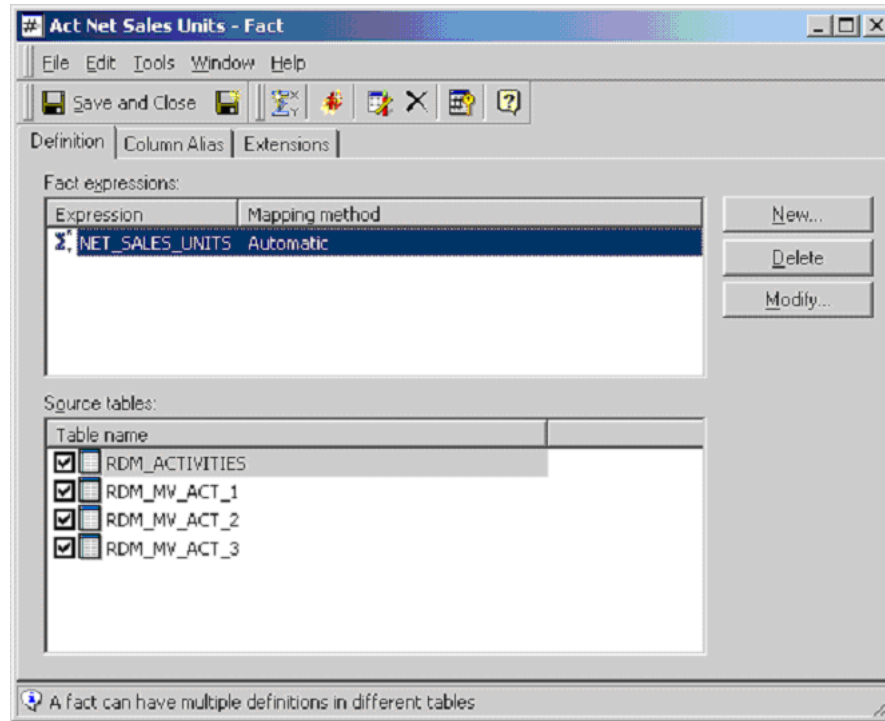 Act Net Sales Units - Fact
File Edit Tools Window Help
Save and Close
Definition Column Alias Extensions
Fact expressions:
Expression Mapping method
NET_SALES_UNITS Automatic
New...
Delete
Modify...
Source tables:
Table name
RDM_ACTIVITIES
RDM_MV_ACT_1
RDM_MV_ACT_2
RDM_MV_ACT_3
A fact can have multiple definitions in different tables